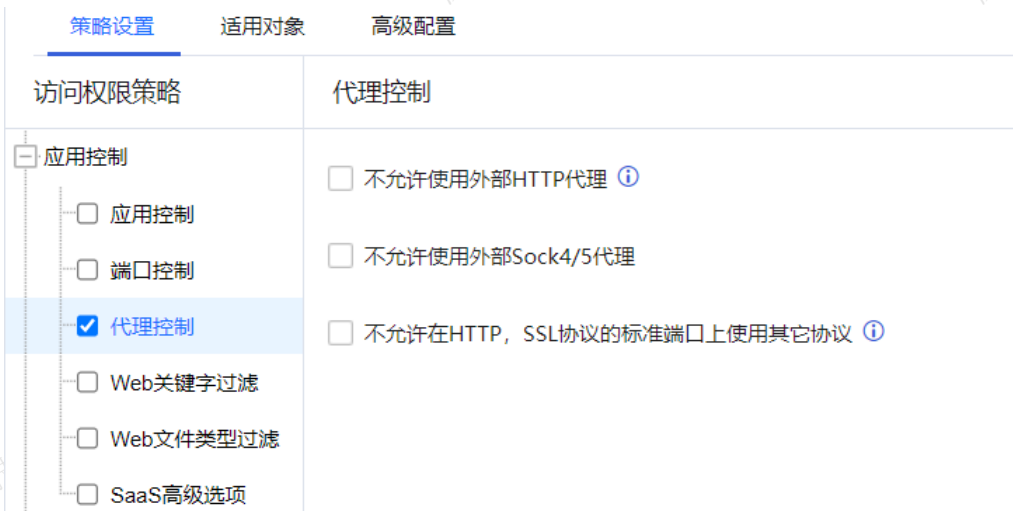 策略设置 适用对象 高级配置
访问权限策略
应用控制
应用控制
端口控制
代理控制
Web关键字过滤
Web文件类型过滤
SaaS高级选项
代理控制
不允许使用外部HTTP代理
不允许使用外部Sock4/5代理
不允许在HTTP，SSL协议的标准端口上使用其它协议